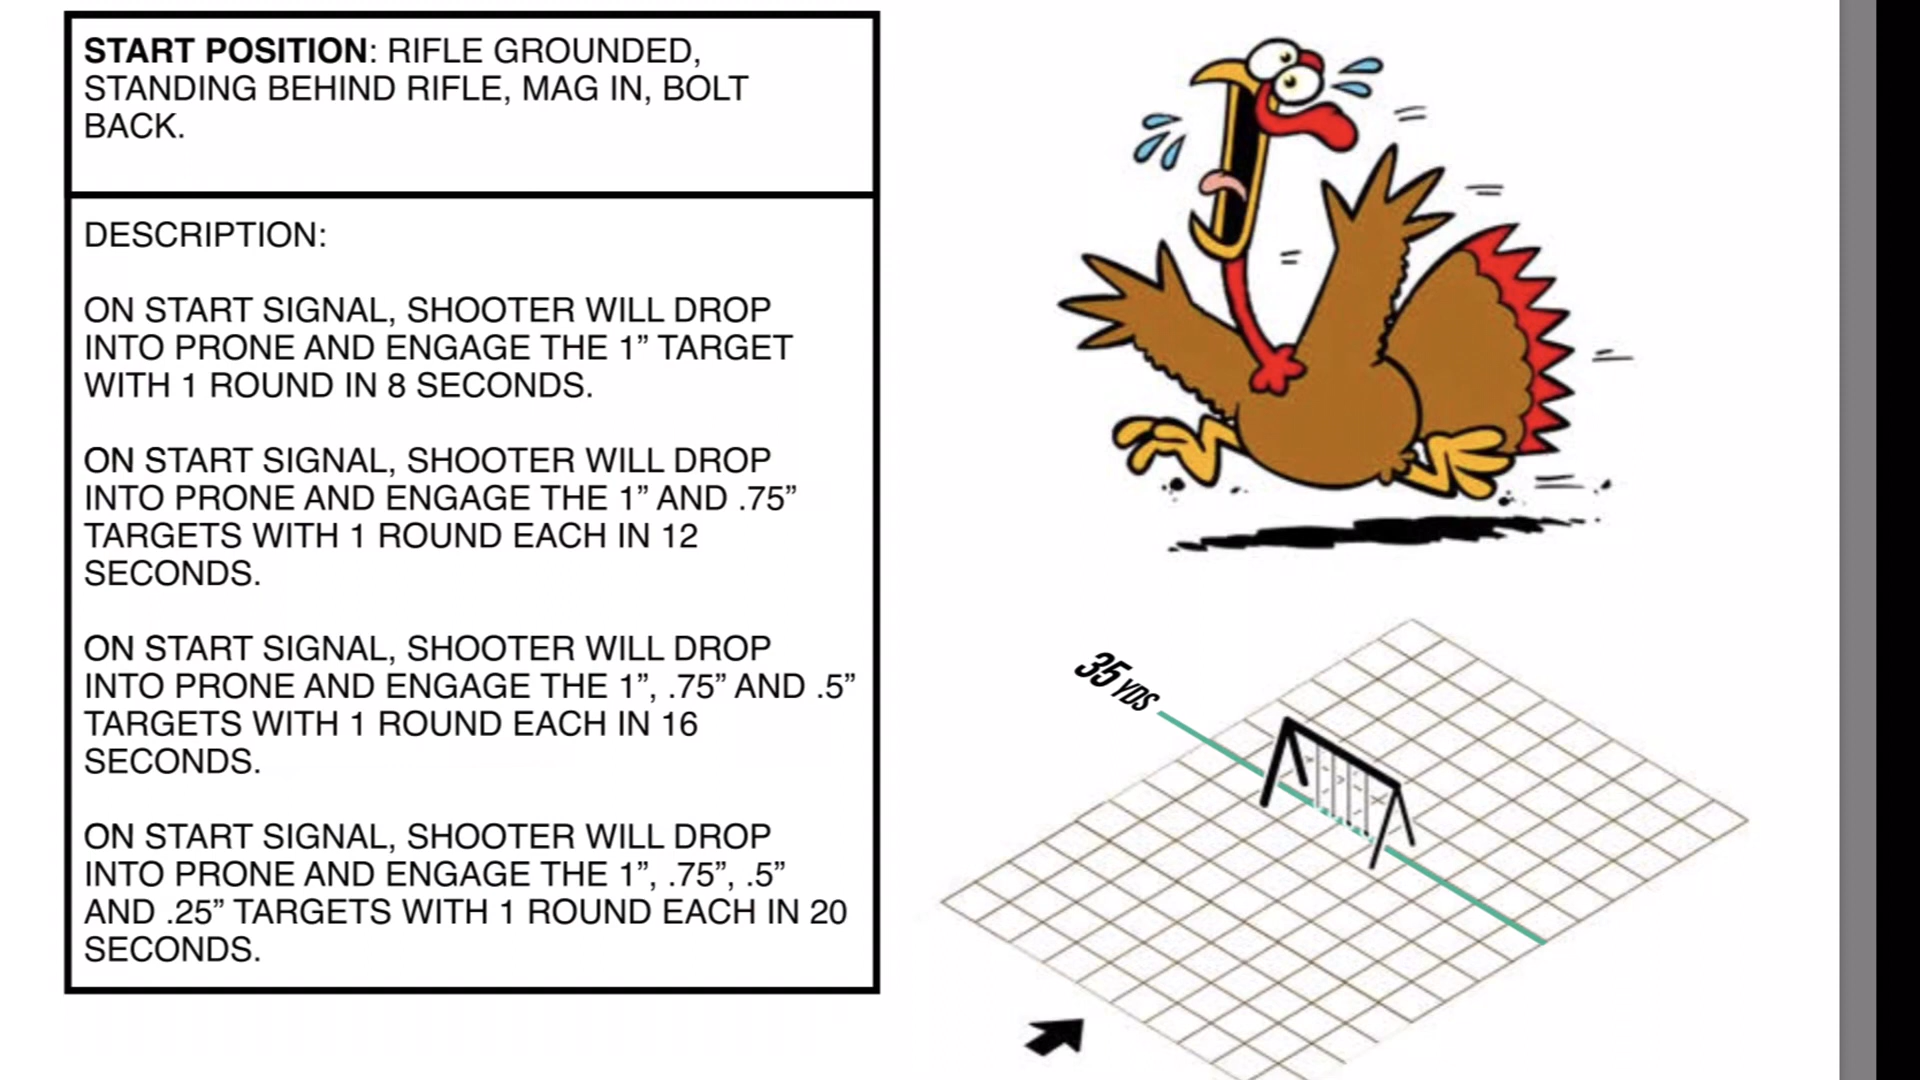 START POSITION: RIFLE GROUNDED,
STANDING BEHIND RIFLE, MAG IN, BOLT
BACK.
DESCRIPTION:
ON START SIGNAL, SHOOTER WILL DROP
INTO PRONE AND ENGAGE THE 1” TARGET
WITH 1 ROUND IN 8 SECONDS.
ON START SIGNAL, SHOOTER WILL DROP
INTO PRONE AND ENGAGE THE 1” AND .75”
TARGETS WITH 1 ROUND EACH IN 12
SECONDS.
ON START SIGNAL, SHOOTER WILL DROP
INTO PRONE AND ENGAGE THE 1”, .75” AND .5”
TARGETS WITH 1 ROUND EACH IN 16
SECONDS.
ON START SIGNAL, SHOOTER WILL DROP
INTO PRONE AND ENGAGE THE 1”, .75”, .5”
AND .25” TARGETS WITH 1 ROUND EACH IN 20
SECONDS.
35 YDS